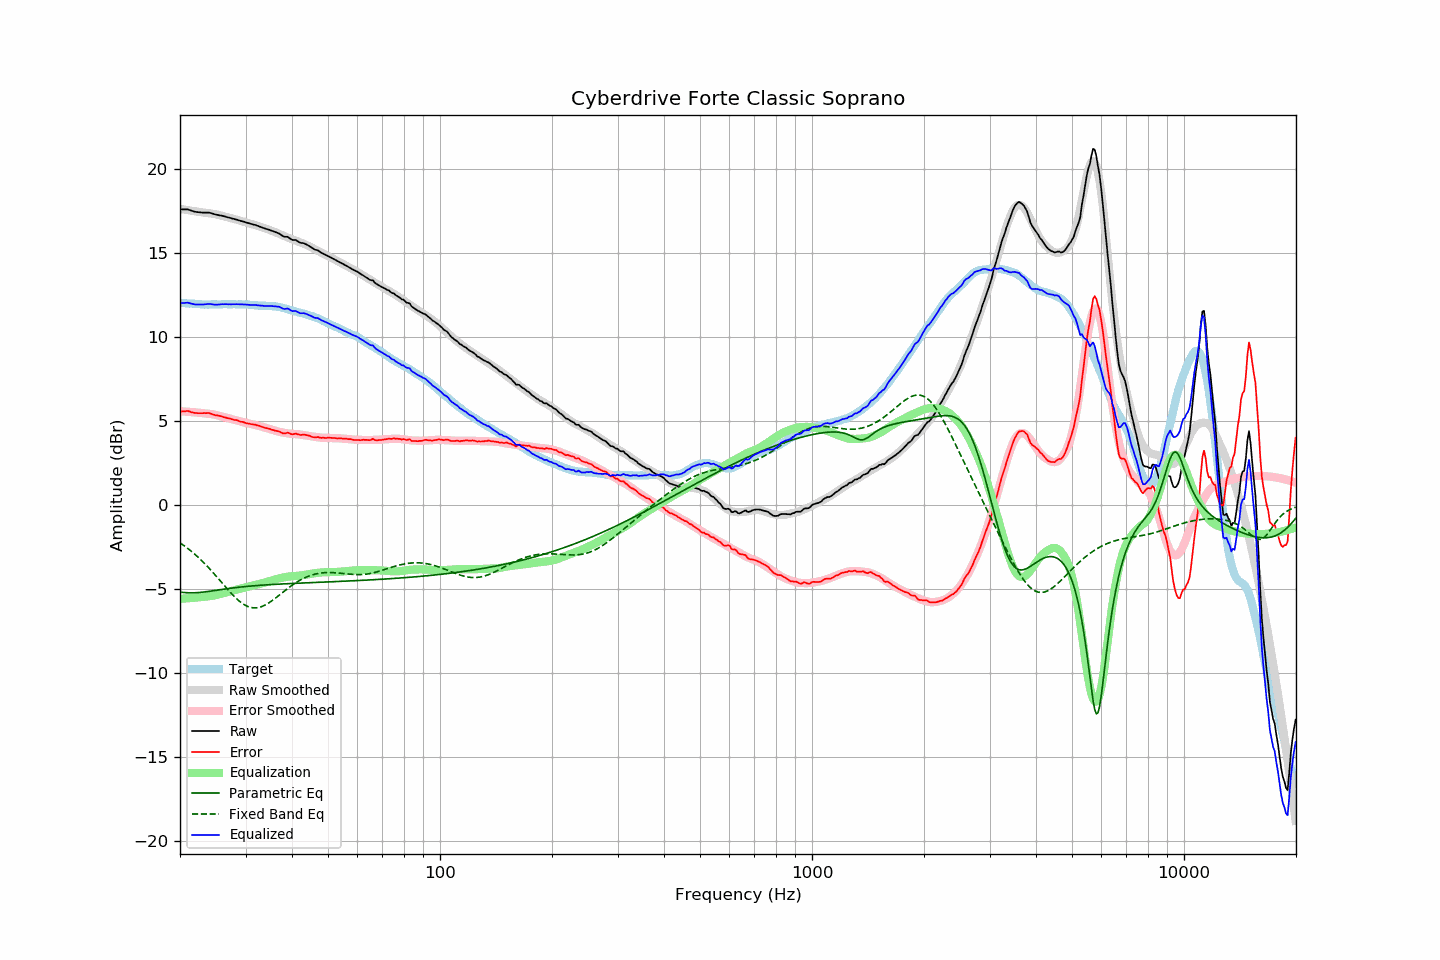 Cyberdrive Forte Classic Soprano
20
15
10
5
0
−5
−10
−15
−20
Amplitude (dBr)
Target
Raw Smoothed
Error Smoothed
Raw
Error
Equalization
Parametric Eq
Fixed Band Eq
Equalized
100
1000
10000
Frequency (Hz)